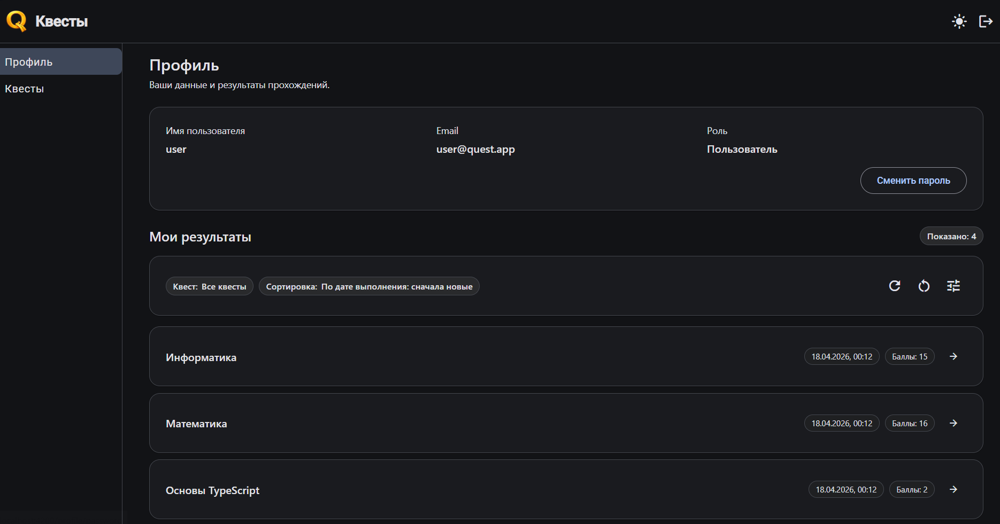 Квесты
Профиль
Квесты
Профиль
Ваши данные и результаты прохождений.
Имя пользователя
user
Email
user@quest.app
Роль
Пользователь
Сменить пароль
Мои результаты
Показано: 4
Квест: Все квесты
Сортировка: По дате выполнения: сначала новые
Информатика
18.04.2026, 00:12
Баллы: 15
Математика
18.04.2026, 00:12
Баллы: 16
Основы TypeScript
18.04.2026, 00:12
Баллы: 2